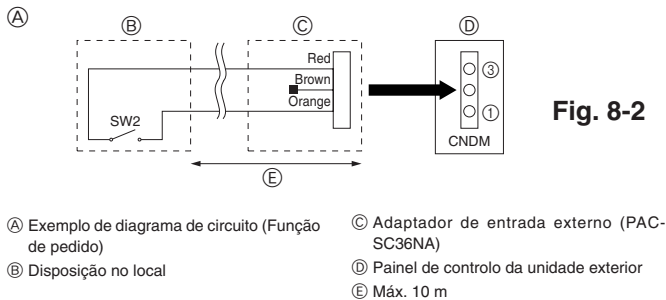 Ⓐ
Ⓑ
Ⓒ
Ⓓ
Red
Brown
Orange
SW2
③
①
CNDM
Fig. 8-2
Ⓔ
Ⓐ Exemplo de diagrama de circuito (Função
de pedido)
Ⓑ Disposição no local
Ⓒ Adaptador de entrada externo (PAC-
SC36NA)
Ⓓ Painel de controlo da unidade exterior
Ⓔ Máx. 10 m